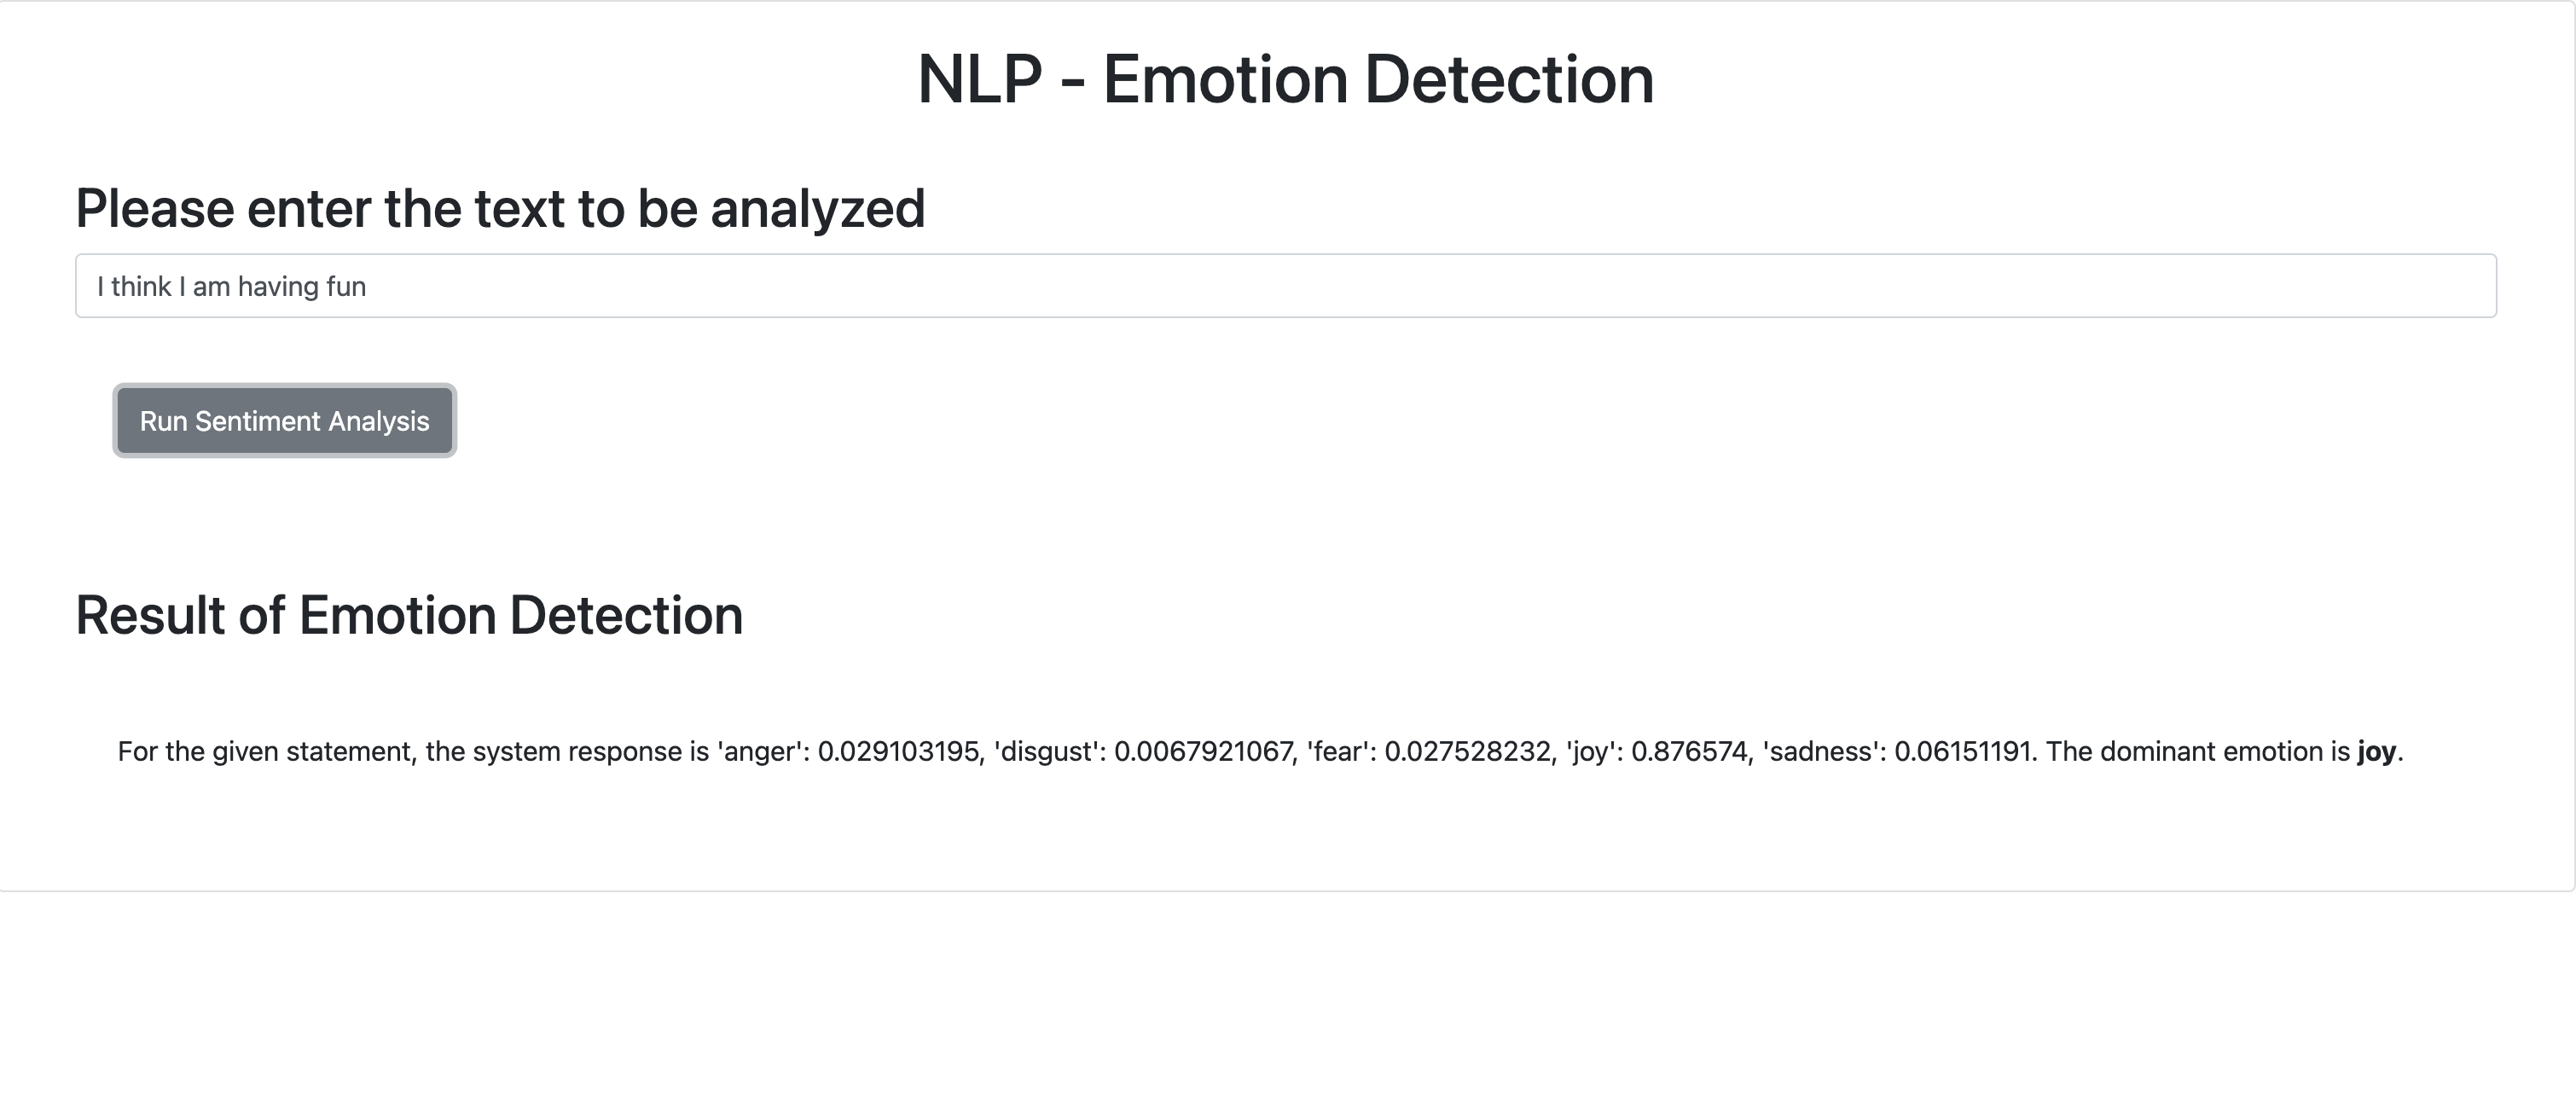 NLP - Emotion Detection
Please enter the text to be analyzed
I think I am having fun
Run Sentiment Analysis
Result of Emotion Detection
For the given statement, the system response is 'anger': 0.029103195, 'disgust': 0.0067921067, 'fear': 0.027528232, 'joy': 0.876574, 'sadness': 0.06151191. The dominant emotion is joy.